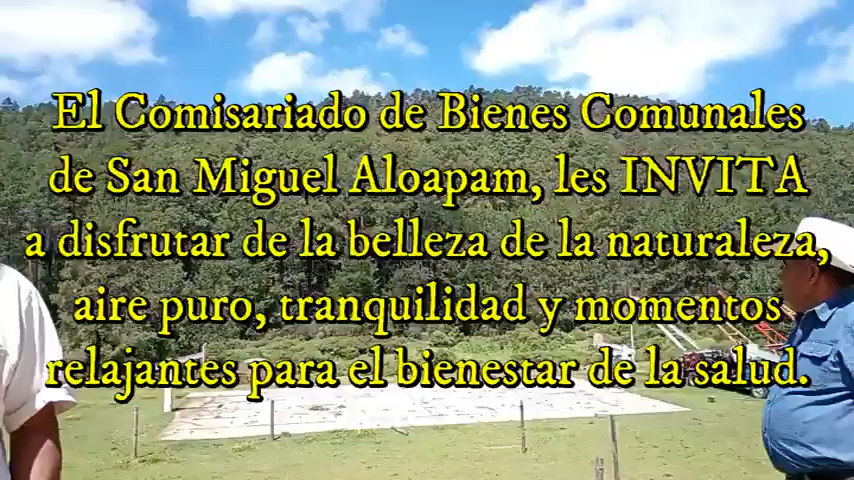 El Comisariado de Bienes Comunales
de San Miguel Aloapam, les INVITA
a disfrutar de la belleza de la naturaleza,
aire puro, tranquilidad y momentos
relajantes para el bienestar de la salud.